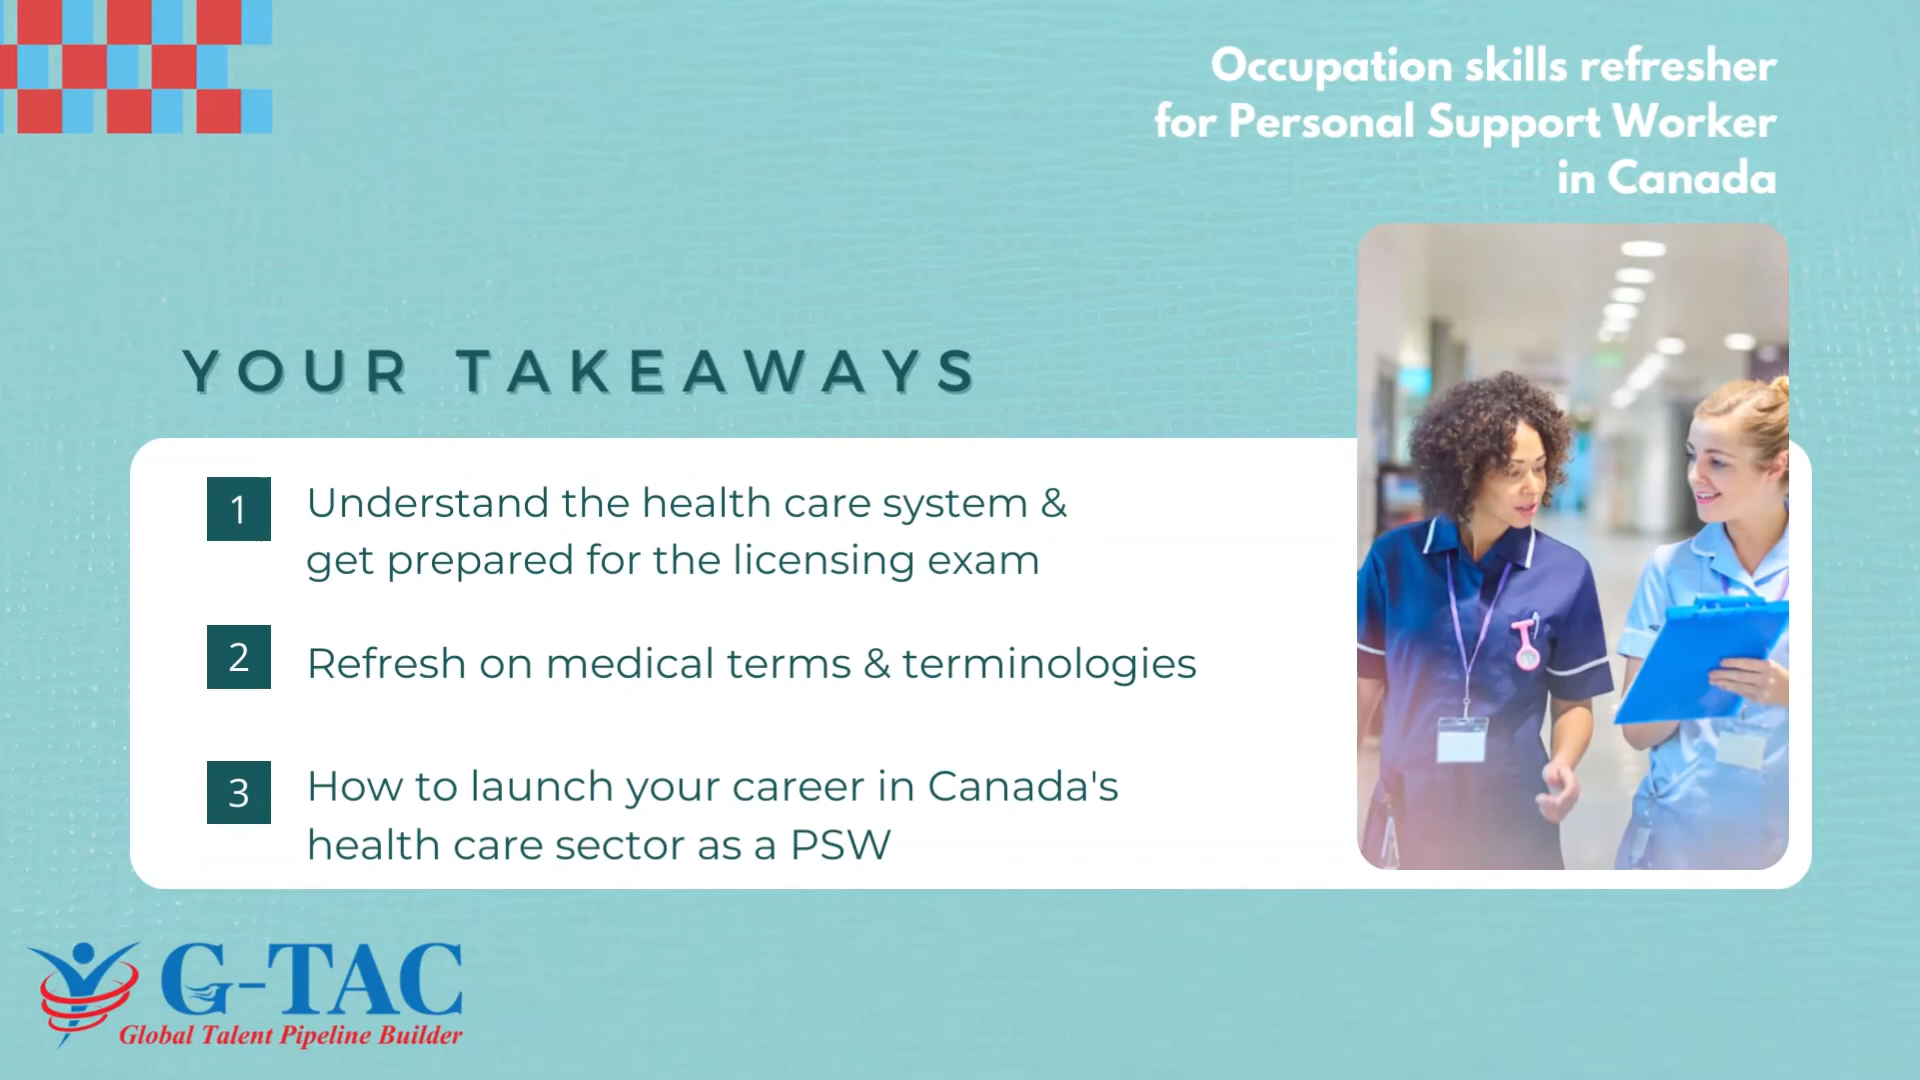 Occupation skills refresher
for Personal Support Worker
in Canada
YOUR TAKEAWAYS
1
Understand the health care system &
get prepared for the licensing exam
2
Refresh on medical terms & terminologies
3
How to launch your career in Canada's
health care sector as a PSW
G-TAC
Global Talent Pipeline Builder